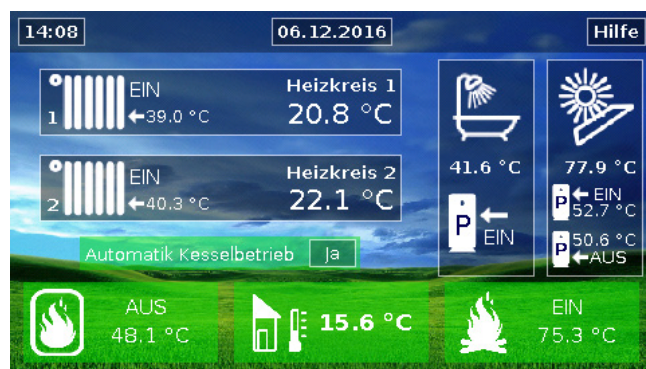 14:08
06.12.2016
Hilfe
EIN
Heizkreis 1
1
←39.0 °C
20.8 °C
EIN
Heizkreis 2
2
←40.3 °C
22.1 °C
Automatik Kesselbetrieb Ja
41.6 °C
P ← EIN
77.9 °C
P ← EIN
52.7 °C
P 50.6 °C
←AUS
AUS
48.1 °C
15.6 °C
EIN
75.3 °C